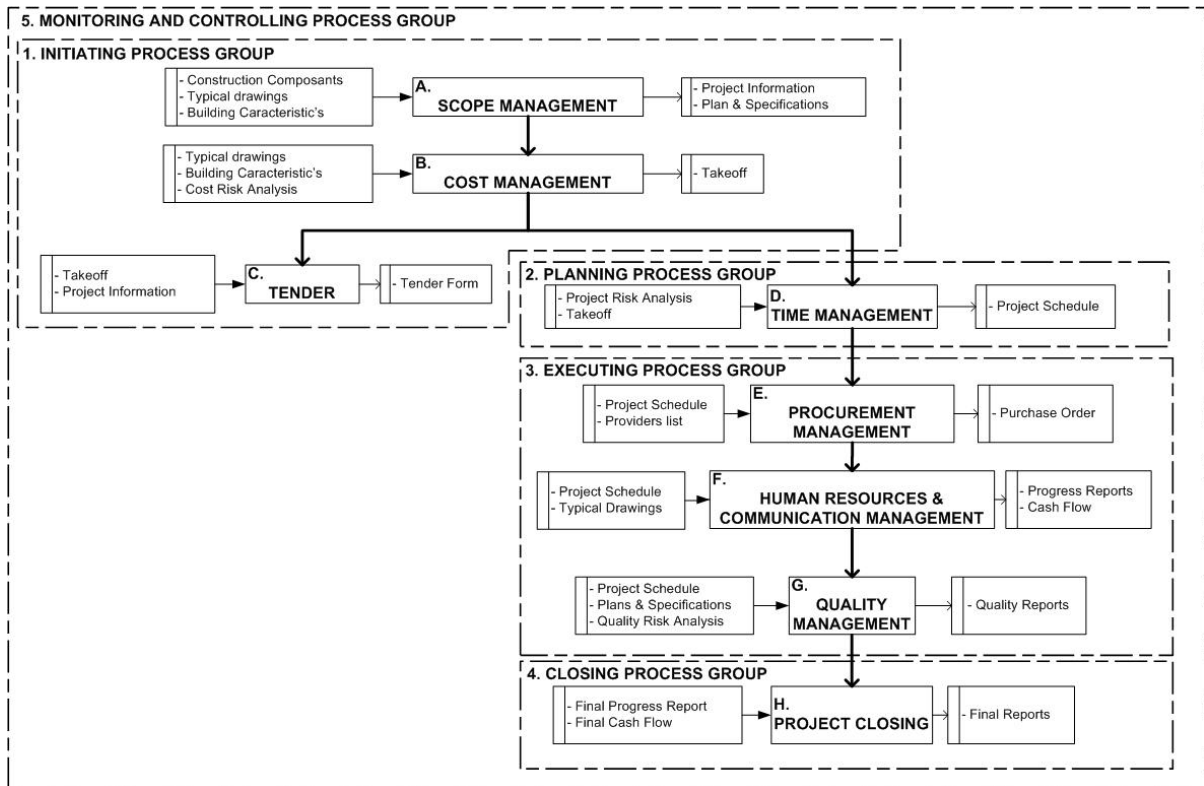 5. MONITORING AND CONTROLLING PROCESS GROUP
1. INITIATING PROCESS GROUP
- Construction Composants
- Typical drawings
- Building Caracteristic's
A.
SCOPE MANAGEMENT
- Project Information
- Plan & Specifications
- Typical drawings
- Building Caracteristic's
- Cost Risk Analysis
B.
COST MANAGEMENT
- Takeoff
- Takeoff
- Project Information
C.
TENDER
- Tender Form
2. PLANNING PROCESS GROUP
- Project Risk Analysis
- Takeoff
D.
TIME MANAGEMENT
- Project Schedule
3. EXECUTING PROCESS GROUP
- Project Schedule
- Providers list
E.
PROCUREMENT
MANAGEMENT
- Purchase Order
- Project Schedule
- Typical Drawings
F.
HUMAN RESOURCES &
COMMUNICATION MANAGEMENT
- Progress Reports
- Cash Flow
- Project Schedule
- Plans & Specifications
- Quality Risk Analysis
G.
QUALITY
MANAGEMENT
- Quality Reports
4. CLOSING PROCESS GROUP
- Final Progress Report
- Final Cash Flow
H.
PROJECT CLOSING
- Final Reports